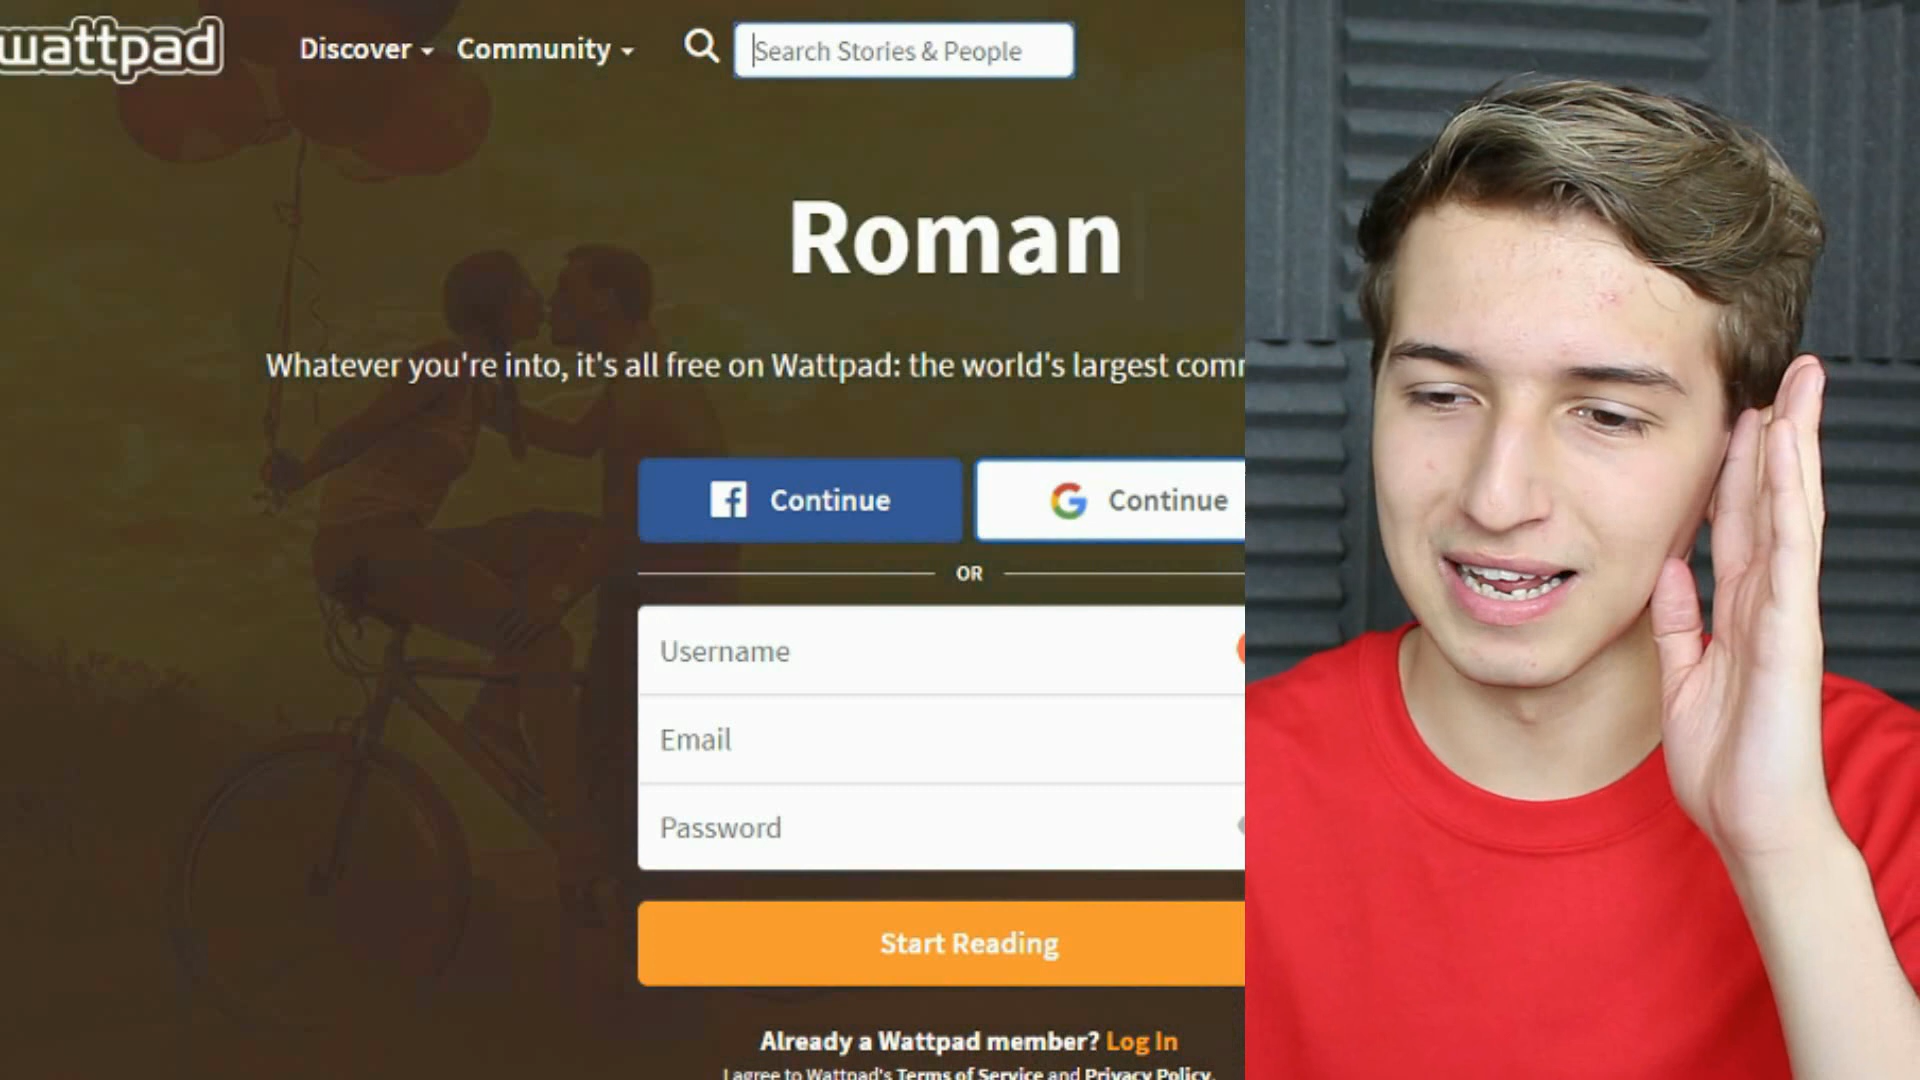 wattpad
Discover Community Search Stories & People
Roman
Whatever you're into, it's all free on Wattpad: the world's largest
Continue Continue
OR
Username
Email
Password
Start Reading
Already a Wattpad member? Log In
I agree to Wattpad's Terms of Service and Privacy Policy.